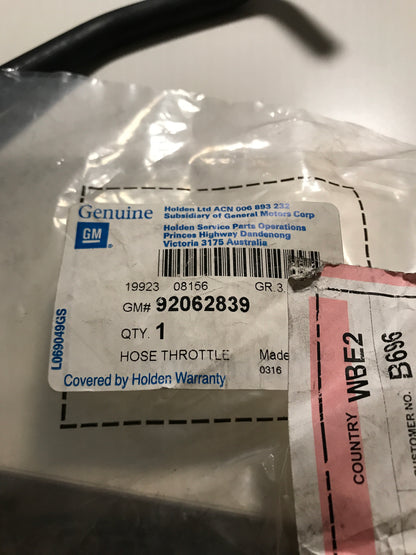 Genuine
GM
Holden Ltd ACN 006 893 232
Subsidiary of General Motors Corp
Holden Service Parts Operations
Princes Highway Dandenong
Victoria 3175 Australia
19923 08156 GR.3
GM# 92062839
QTY. 1
HOSE THROTTLE Made
0316
Covered by Holden Warranty
L069049GS
COUNTRY WBE2
B696
CUSTOMER NO.